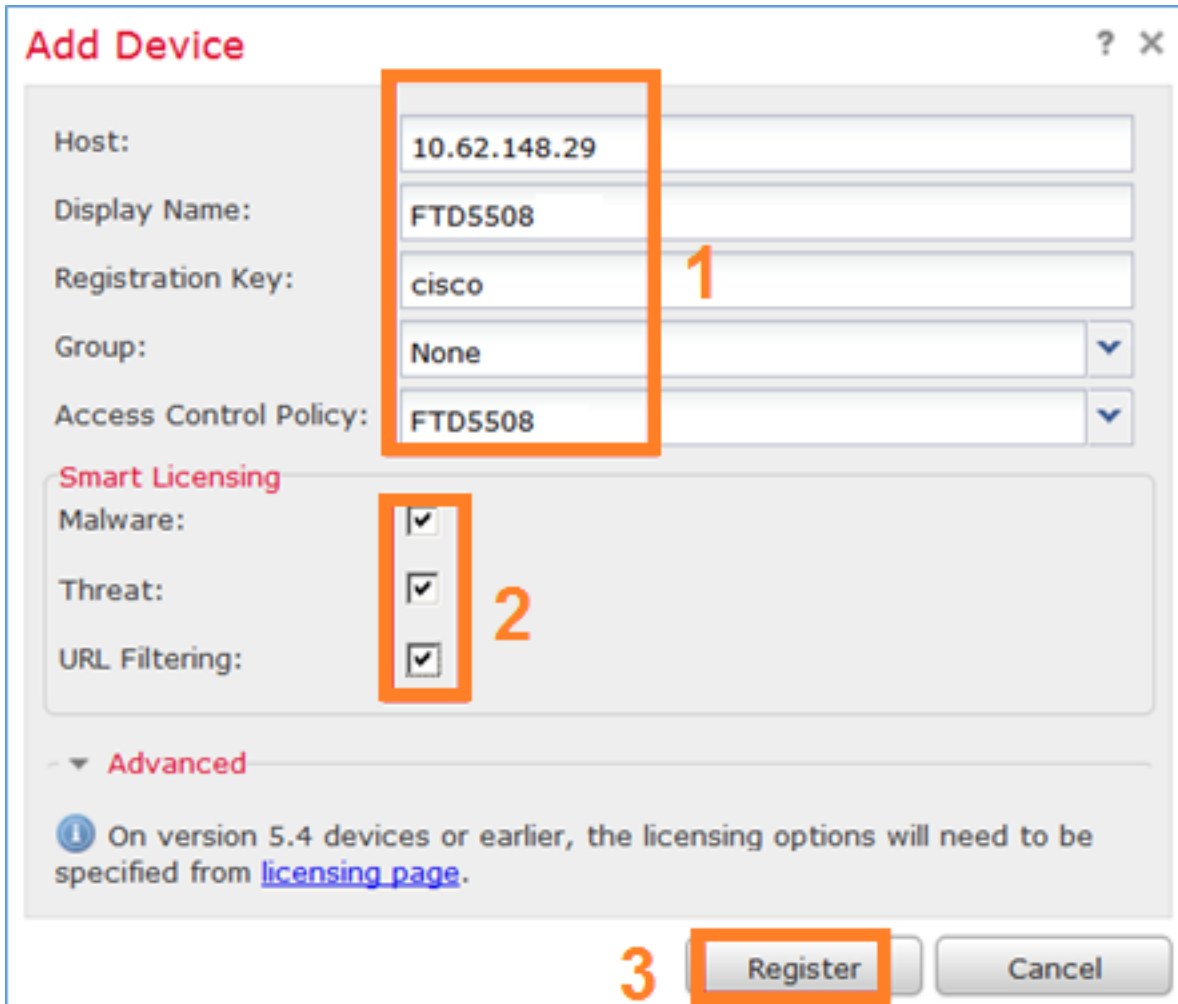 Add Device ? ×
Host: 10.62.148.29
Display Name: FTD5508
Registration Key: cisco
1
Group: None
Access Control Policy: FTD5508
Smart Licensing
Malware:
Threat:
2
URL Filtering:
Advanced
On version 5.4 devices or earlier, the licensing options will need to be
specified from licensing page.
3 Register Cancel